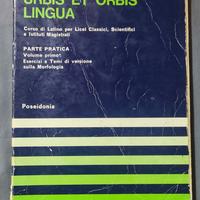 URBIS ET ORBIS
LINGUA
Corso di Latino per Licei Classici, Scientifici
e Istituti Magistrali
PARTE PRATICA
Volume primo:
Esercizi e Temi di versione
sulla Morfologia
Poseidonia